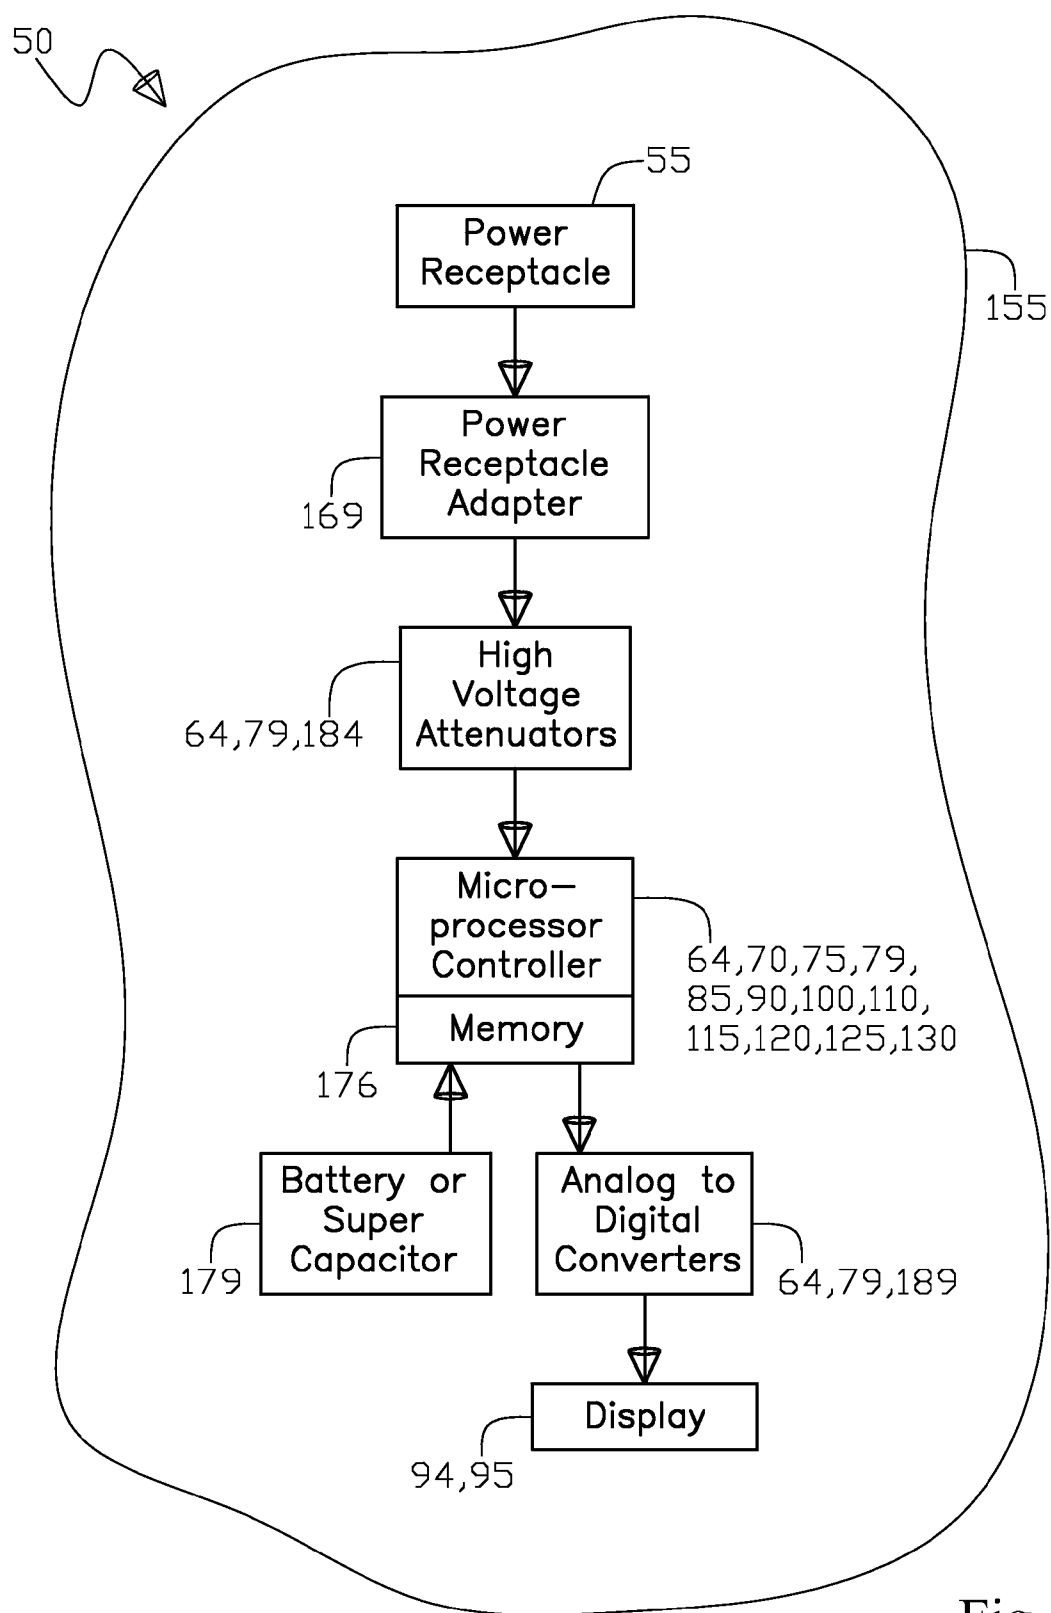 50
55
Power
Receptacle
155
Power
Receptacle
Adapter
169
High
Voltage
Attenuators
64,79,184
Micro-
processor
Controller
64,70,75,79,
85,90,100,110,
115,120,125,130
Memory
176
Battery or
Super
Capacitor
179
Analog to
Digital
Converters
64,79,189
Display
94,95
Fig